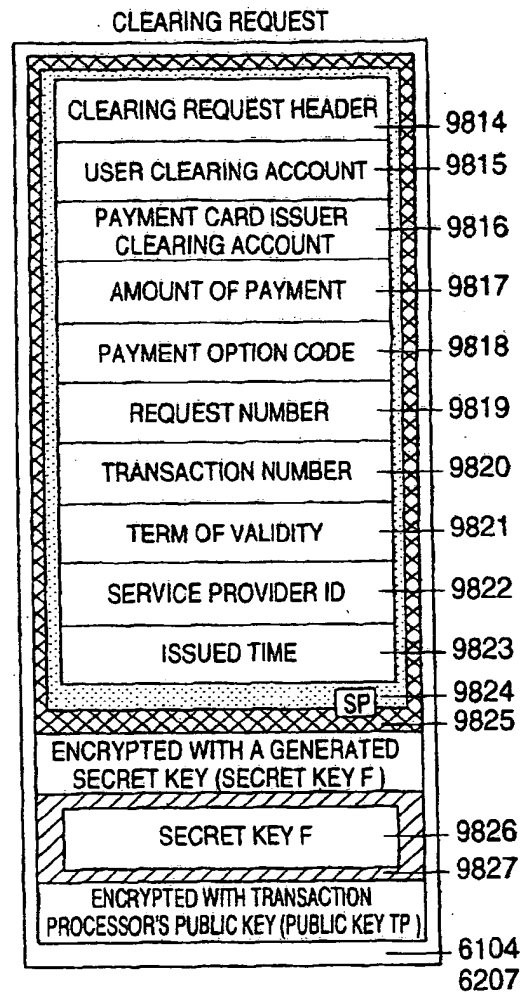 CLEARING REQUEST
CLEARING REQUEST HEADER
9814
USER CLEARING ACCOUNT
9815
PAYMENT CARD ISSUER
CLEARING ACCOUNT
9816
AMOUNT OF PAYMENT
9817
PAYMENT OPTION CODE
9818
REQUEST NUMBER
9819
TRANSACTION NUMBER
9820
TERM OF VALIDITY
9821
SERVICE PROVIDER ID
9822
ISSUED TIME
9823
9824
SP
9825
ENCRYPTED WITH A GENERATED
SECRET KEY (SECRET KEY F)
SECRET KEY F
9826
9827
ENCRYPTED WITH TRANSACTION
PROCESSOR'S PUBLIC KEY (PUBLIC KEY TP)
6104
6207